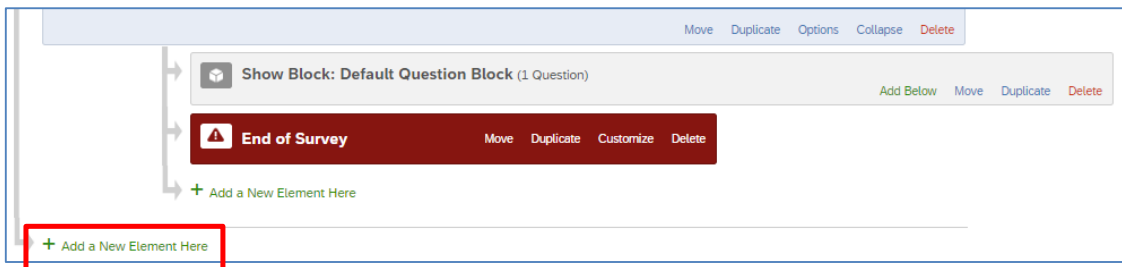 Move Duplicate Options Collapse Delete
Show Block: Default Question Block (1 Question)
Add Below Move Duplicate Delete
End of Survey Move Duplicate Customize Delete
+ Add a New Element Here
+ Add a New Element Here